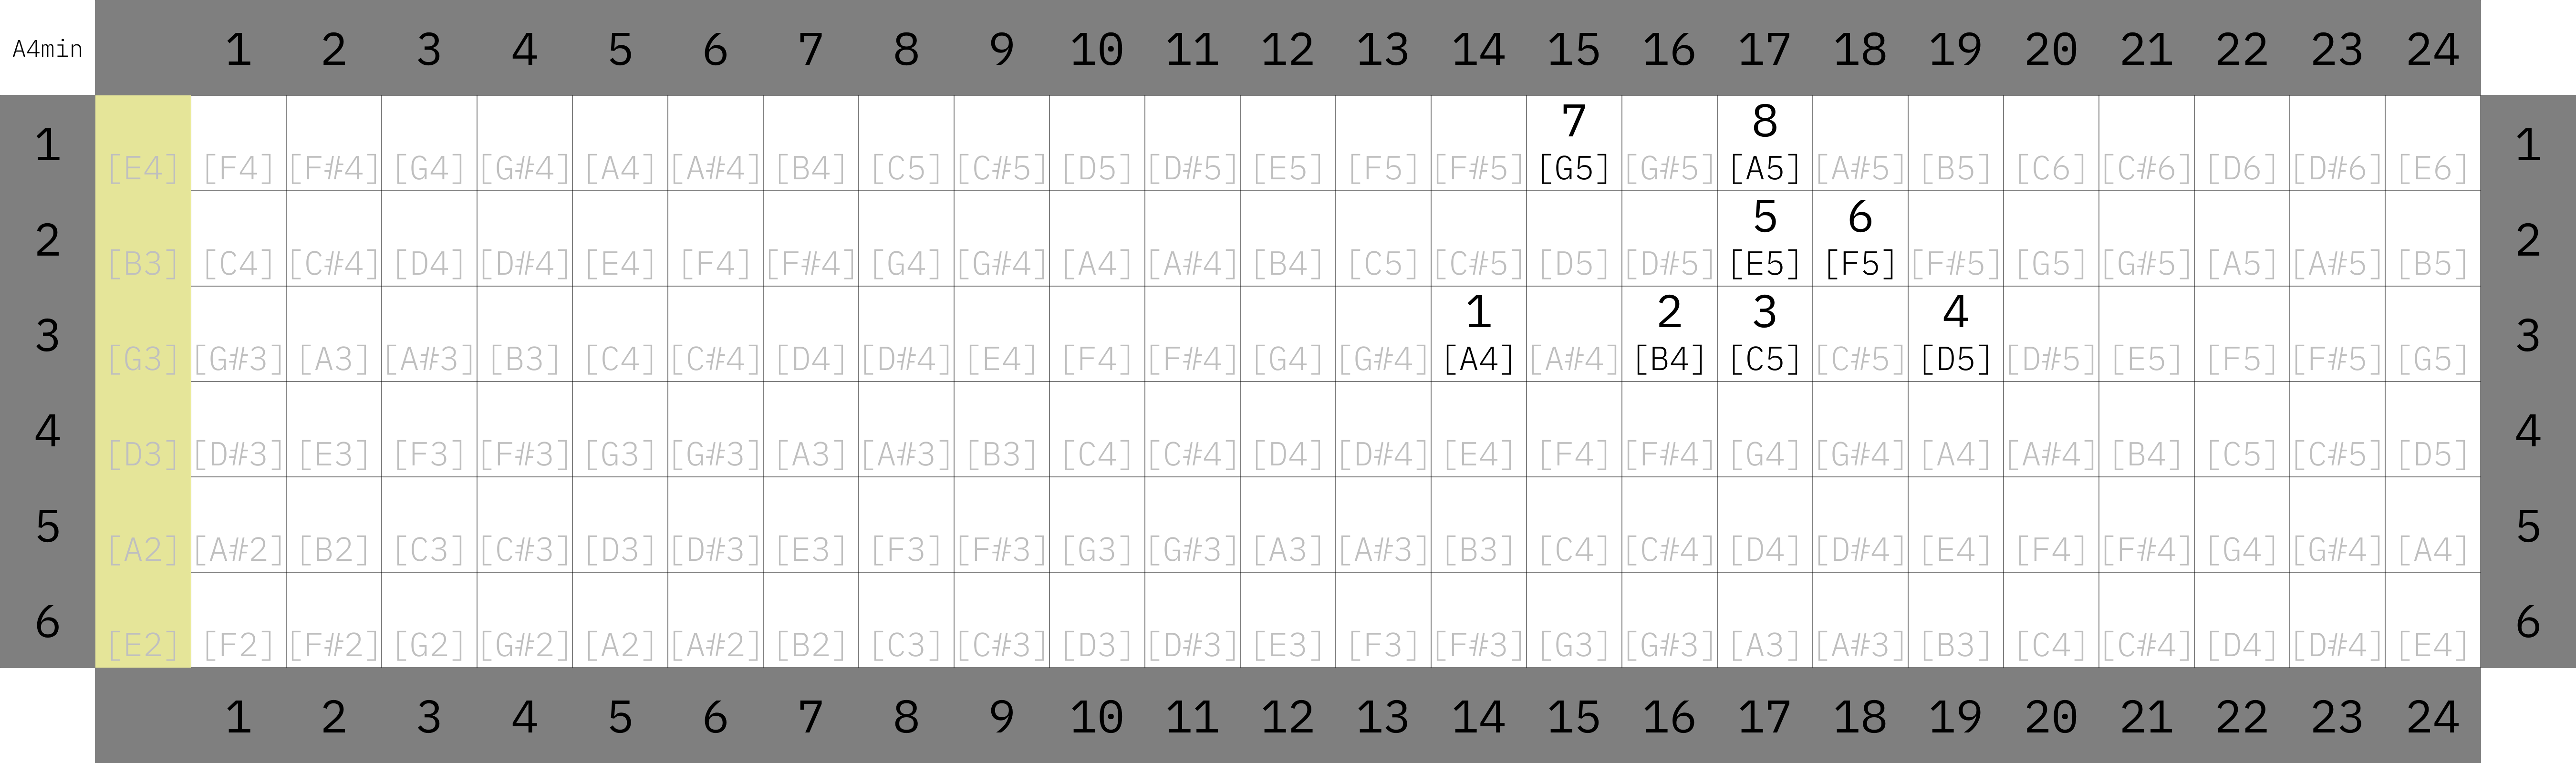 A4min 1 2 3 4 5 6 7 8 9 10 11 12 13 14 15 16 17 18 19 20 21 22 23 24
7 8
1 [E4] [F4] [F#4] [G4] [G#4] [A4] [A#4] [B4] [C5] [C#5] [D5] [D#5] [E5] [F5] [F#5] [G5] [G#5] [A5] [A#5] [B5] [C6] [C#6] [D6] [D#6] [E6] 1
5 6
2 [B3] [C4] [C#4] [D4] [D#4] [E4] [F4] [F#4] [G4] [G#4] [A4] [A#4] [B4] [C5] [C#5] [D5] [D#5] [E5] [F5] [F#5] [G5] [G#5] [A5] [A#5] [B5] 2
1 2 3 4
3 [G3] [G#3] [A3] [A#3] [B3] [C4] [C#4] [D4] [D#4] [E4] [F4] [F#4] [G4] [G#4] [A4] [A#4] [B4] [C5] [C#5] [D5] [D#5] [E5] [F5] [F#5] [G5] 3
4 [D3] [D#3] [E3] [F3] [F#3] [G3] [G#3] [A3] [A#3] [B3] [C4] [C#4] [D4] [D#4] [E4] [F4] [F#4] [G4] [G#4] [A4] [A#4] [B4] [C5] [C#5] [D5] 4
5 [A2] [A#2] [B2] [C3] [C#3] [D3] [D#3] [E3] [F3] [F#3] [G3] [G#3] [A3] [A#3] [B3] [C4] [C#4] [D4] [D#4] [E4] [F4] [F#4] [G4] [G#4] [A4] 5
6 [E2] [F2] [F#2] [G2] [G#2] [A2] [A#2] [B2] [C3] [C#3] [D3] [D#3] [E3] [F3] [F#3] [G3] [G#3] [A3] [A#3] [B3] [C4] [C#4] [D4] [D#4] [E4] 6
1 2 3 4 5 6 7 8 9 10 11 12 13 14 15 16 17 18 19 20 21 22 23 24